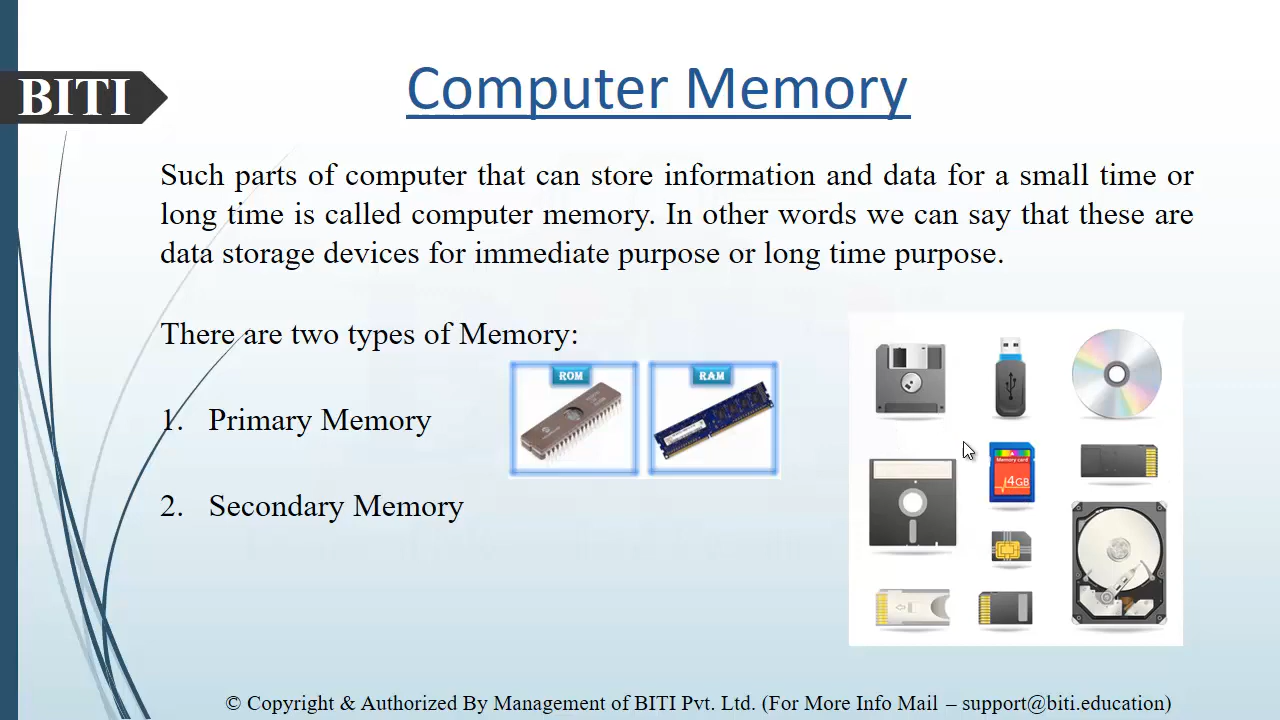 BITI
Computer Memory
Such parts of computer that can store information and data for a small time or
long time is called computer memory. In other words we can say that these are
data storage devices for immediate purpose or long time purpose.
There are two types of Memory:
ROM
RAM
1. Primary Memory
2. Secondary Memory
Memory card
4GB
© Copyright & Authorized By Management of BITI Pvt. Ltd. (For More Info Mail – support@biti.education)